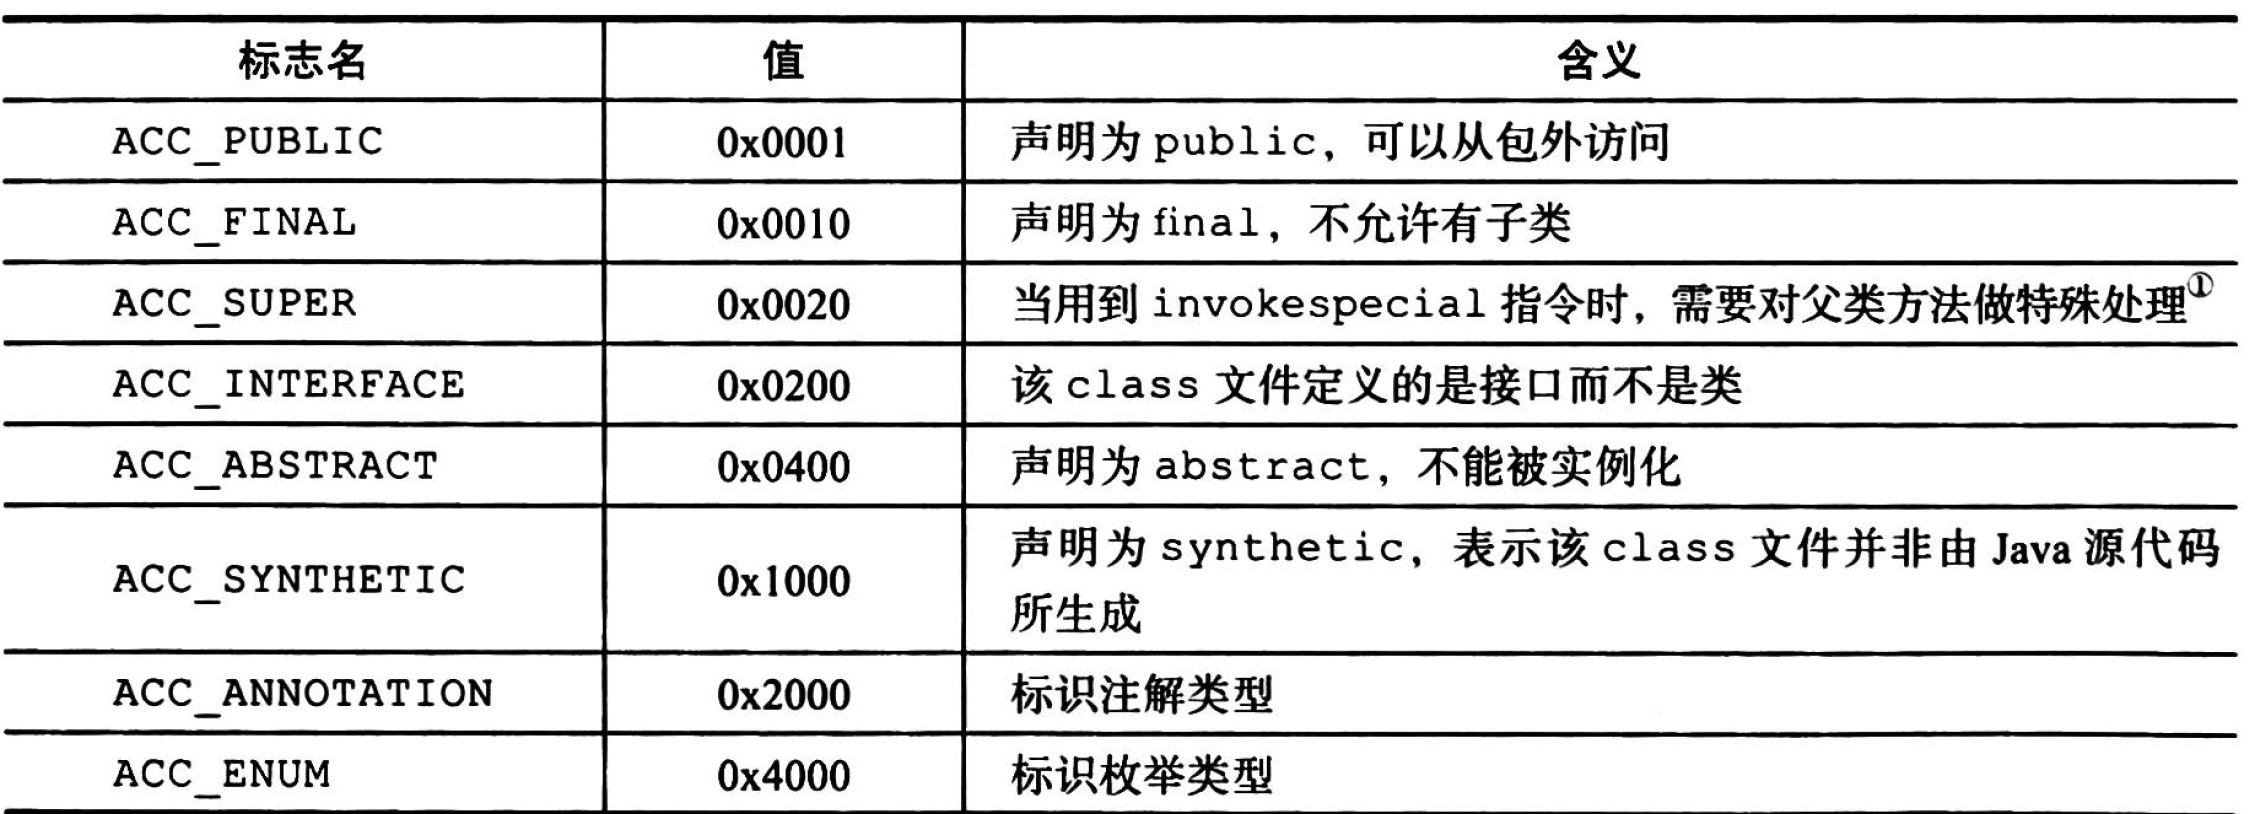 标志名 值 含义
ACC_PUBLIC 0x0001 声明为 public，可以从包外访问
ACC_FINAL 0x0010 声明为 final，不允许有子类
ACC_SUPER 0x0020 当用到 invokespecial 指令时，需要对父类方法做特殊处理①
ACC_INTERFACE 0x0200 该 class 文件定义的是接口而不是类
ACC_ABSTRACT 0x0400 声明为 abstract，不能被实例化
ACC_SYNTHETIC 0x1000 声明为 synthetic，表示该 class 文件并非由 Java 源代码
所生成
ACC_ANNOTATION 0x2000 标识注解类型
ACC_ENUM 0x4000 标识枚举类型